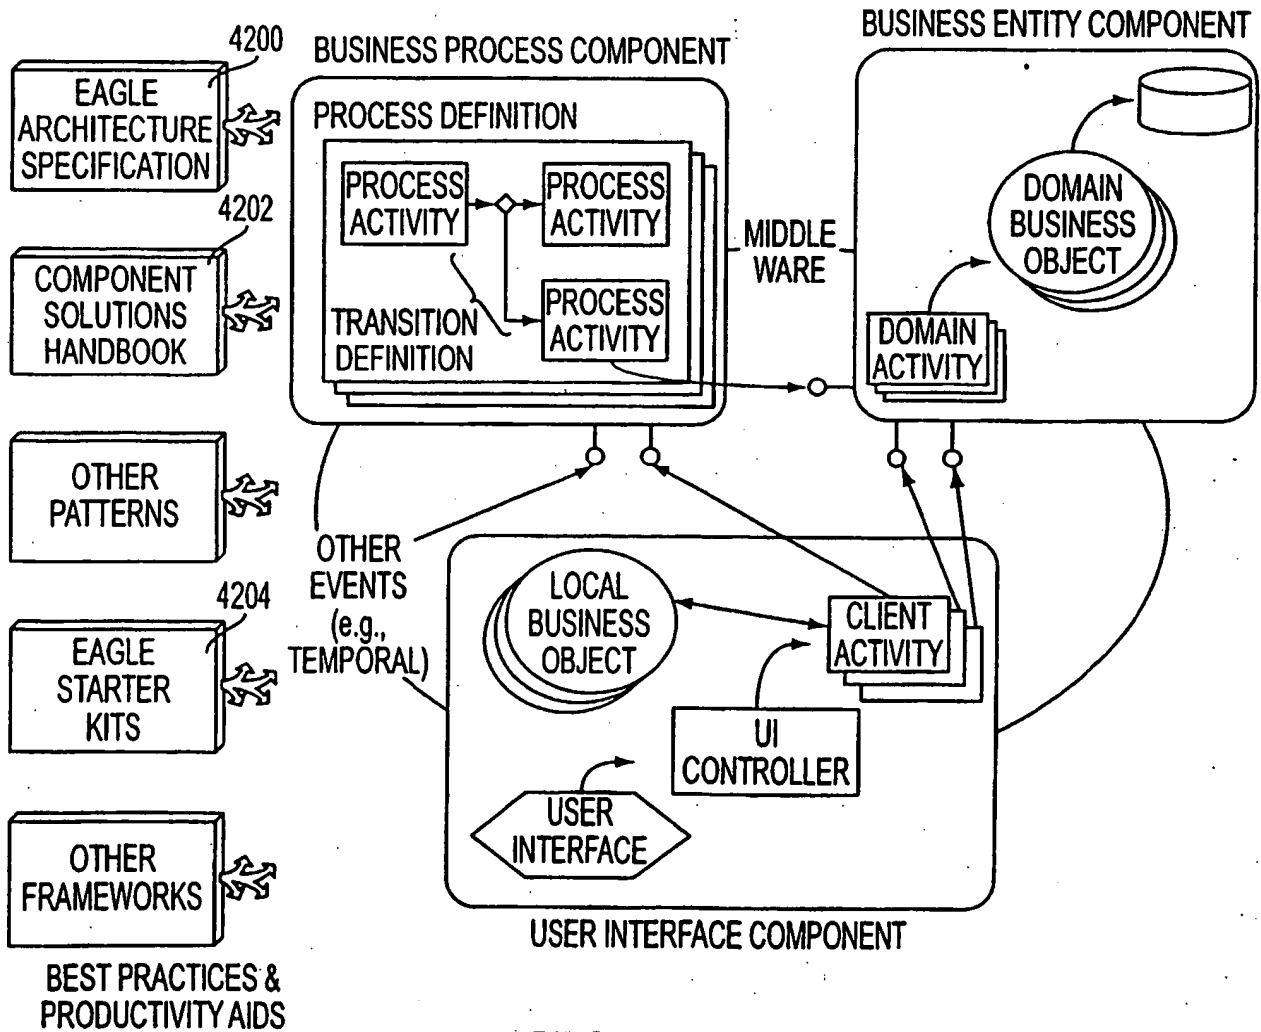 4200
EAGLE
ARCHITECTURE
SPECIFICATION
4202
COMPONENT
SOLUTIONS
HANDBOOK
OTHER
PATTERNS
4204
EAGLE
STARTER
KITS
OTHER
FRAMEWORKS
BEST PRACTICES &
PRODUCTIVITY AIDS
BUSINESS PROCESS COMPONENT
PROCESS DEFINITION
PROCESS
ACTIVITY
PROCESS
ACTIVITY
PROCESS
ACTIVITY
TRANSITION
DEFINITION
MIDDLE
WARE
BUSINESS ENTITY COMPONENT
DOMAIN
BUSINESS
OBJECT
DOMAIN
ACTIVITY
OTHER
EVENTS
(e.g.,
TEMPORAL)
LOCAL
BUSINESS
OBJECT
CLIENT
ACTIVITY
UI
CONTROLLER
USER
INTERFACE
USER INTERFACE COMPONENT